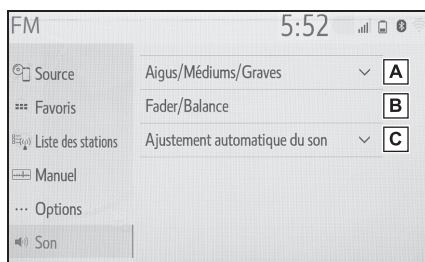 FM
5:52
Source
Favoris
Liste des stations
Manuel
Options
Son
Aigus/Médiums/Graves
A
Fader/Balance
B
Ajustement automatique du son
C